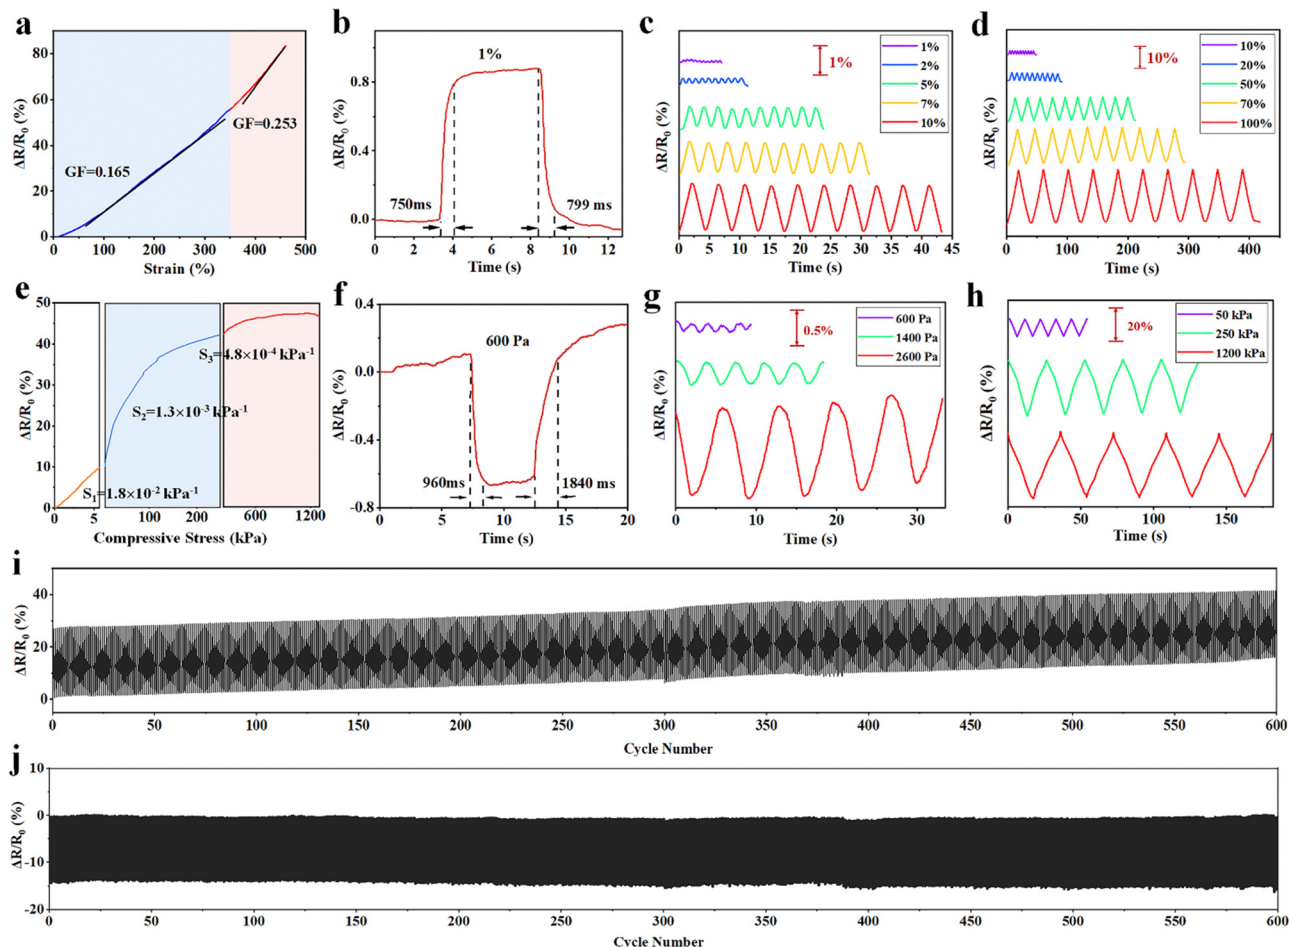 a
ΔR/R0 (%)
80
60
40
20
0
GF=0.253
GF=0.165
0 100 200 300 400 500
Strain (%)
b
ΔR/R0 (%)
1.2
0.8
0.4
0.0
1%
750ms
799 ms
0 2 4 6 8 10 12
Time (s)
c
ΔR/R0 (%)
1%
1%
2%
5%
7%
10%
0 5 10 15 20 25 30 35 40 45
Time (s)
d
ΔR/R0 (%)
10%
10%
20%
50%
70%
100%
0 100 200 300 400
Time (s)
e
ΔR/R0 (%)
50
40
30
20
10
0
S3=4.8×10-4 kPa-1
S2=1.3×10-3 kPa-1
S1=1.8×10-2 kPa-1
0 5 100 200 600 1200
Compressive Stress (kPa)
f
ΔR/R0 (%)
0.4
0.0
-0.4
-0.8
600 Pa
960ms
1840 ms
0 5 10 15 20
Time (s)
g
ΔR/R0 (%)
0.5%
600 Pa
1400 Pa
2600 Pa
0 10 20 30
Time (s)
h
ΔR/R0 (%)
20%
50 kPa
250 kPa
1200 kPa
0 50 100 150
Time (s)
i
ΔR/R0 (%)
40
20
0
0 50 100 150 200 250 300 350 400 450 500 550 600
Cycle Number
j
ΔR/R0 (%)
10
0
-10
-20
0 50 100 150 200 250 300 350 400 450 500 550 600
Cycle Number